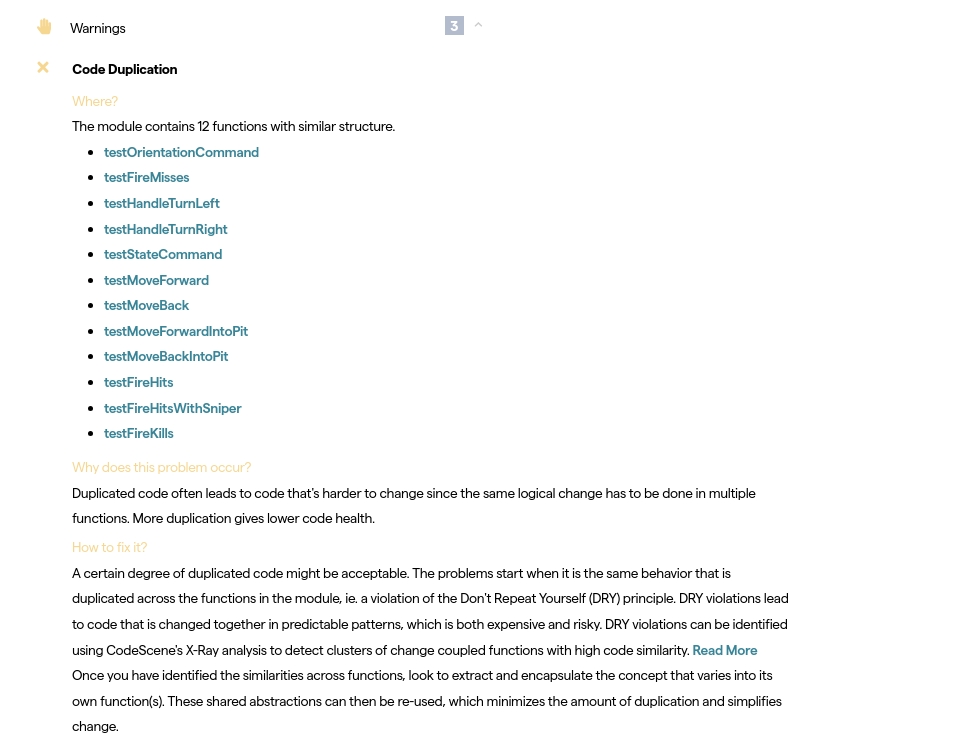 Warnings
3
Code Duplication
Where?
The module contains 12 functions with similar structure.
testOrientationCommand
testFireMisses
testHandleTurnLeft
testHandleTurnRight
testStateCommand
testMoveForward
testMoveBack
testMoveForwardIntoPit
testMoveBackIntoPit
testFireHits
testFireHitsWithSniper
testFireKills
Why does this problem occur?
Duplicated code often leads to code that's harder to change since the same logical change has to be done in multiple
functions. More duplication gives lower code health.
How to fix it?
A certain degree of duplicated code might be acceptable. The problems start when it is the same behavior that is
duplicated across the functions in the module, ie. a violation of the Don't Repeat Yourself (DRY) principle. DRY violations lead
to code that is changed together in predictable patterns, which is both expensive and risky. DRY violations can be identified
using CodeScene's X-Ray analysis to detect clusters of change coupled functions with high code similarity. Read More
Once you have identified the similarities across functions, look to extract and encapsulate the concept that varies into its
own function(s). These shared abstractions can then be re-used, which minimizes the amount of duplication and simplifies
change.